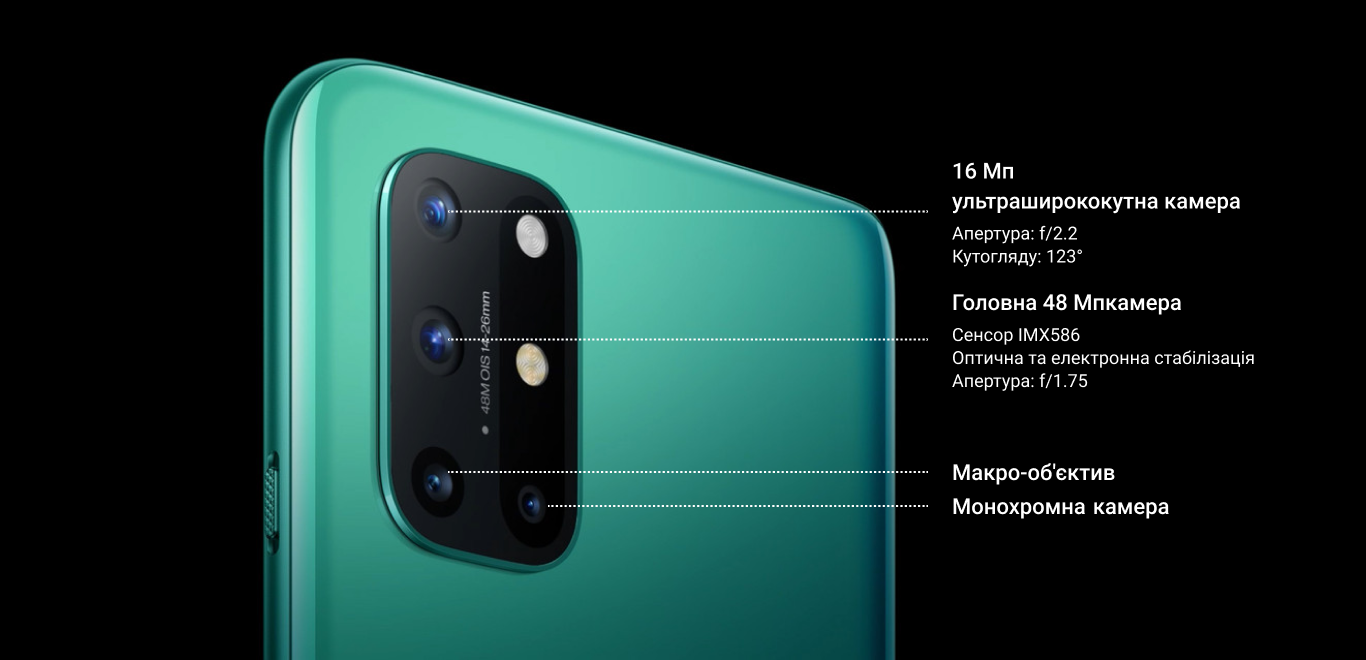 16 Мп
ультраширококутна камера
Апертура: f/2.2
Кутогляду: 123°
Головна 48 Мпкамера
Сенсор IMX586
Оптична та електронна стабілізація
Апертура: f/1.75
48M OIS 14-26mm
Макро-об'єктив
Монохромна камера